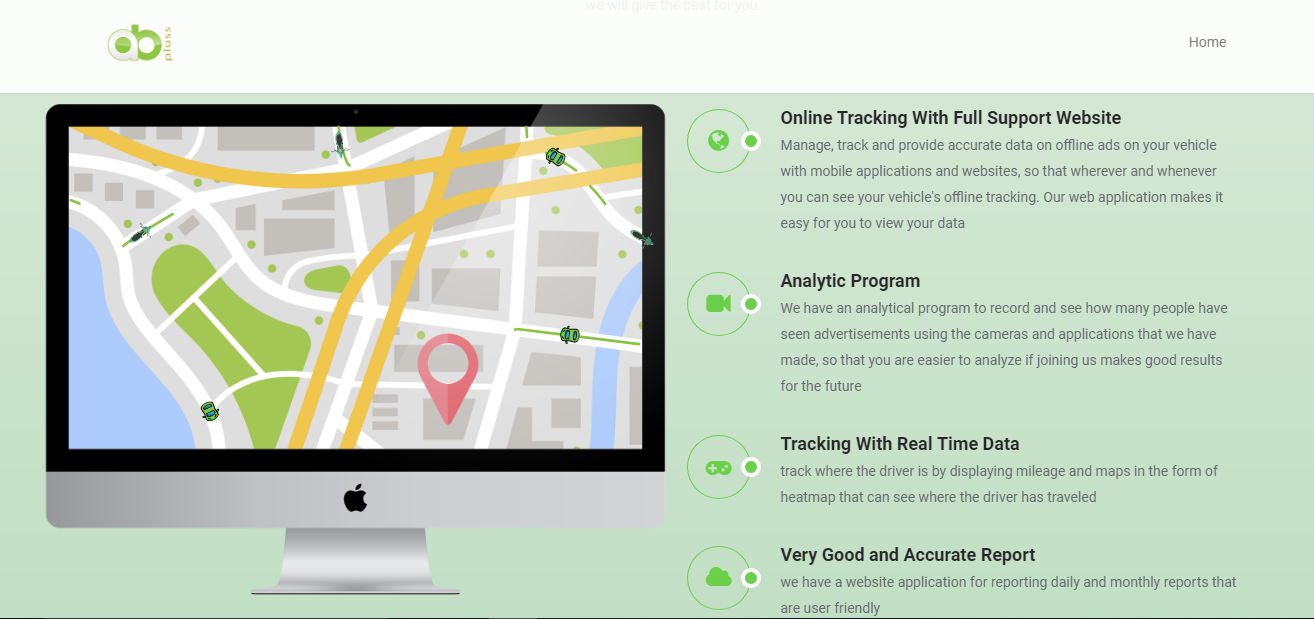 we will give the best for you
ab
pluss
Home
Online Tracking With Full Support Website
Manage, track and provide accurate data on offline ads on your vehicle
with mobile applications and websites, so that wherever and whenever
you can see your vehicle's offline tracking. Our web application makes it
easy for you to view your data
Analytic Program
We have an analytical program to record and see how many people have
seen advertisements using the cameras and applications that we have
made, so that you are easier to analyze if joining us makes good results
for the future
Tracking With Real Time Data
track where the driver is by displaying mileage and maps in the form of
heatmap that can see where the driver has traveled
Very Good and Accurate Report
we have a website application for reporting daily and monthly reports that
are user friendly